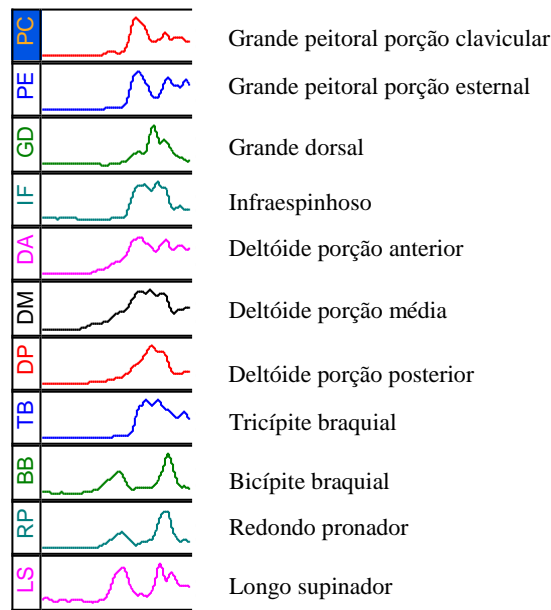 PC Grande peitoral porção clavicular
PE Grande peitoral porção esternal
GD Grande dorsal
IF Infraespinhoso
DA Deltóide porção anterior
DM Deltóide porção média
DP Deltóide porção posterior
TB Tricípite braquial
BB Bicípite braquial
RP Redondo pronador
LS Longo supinador